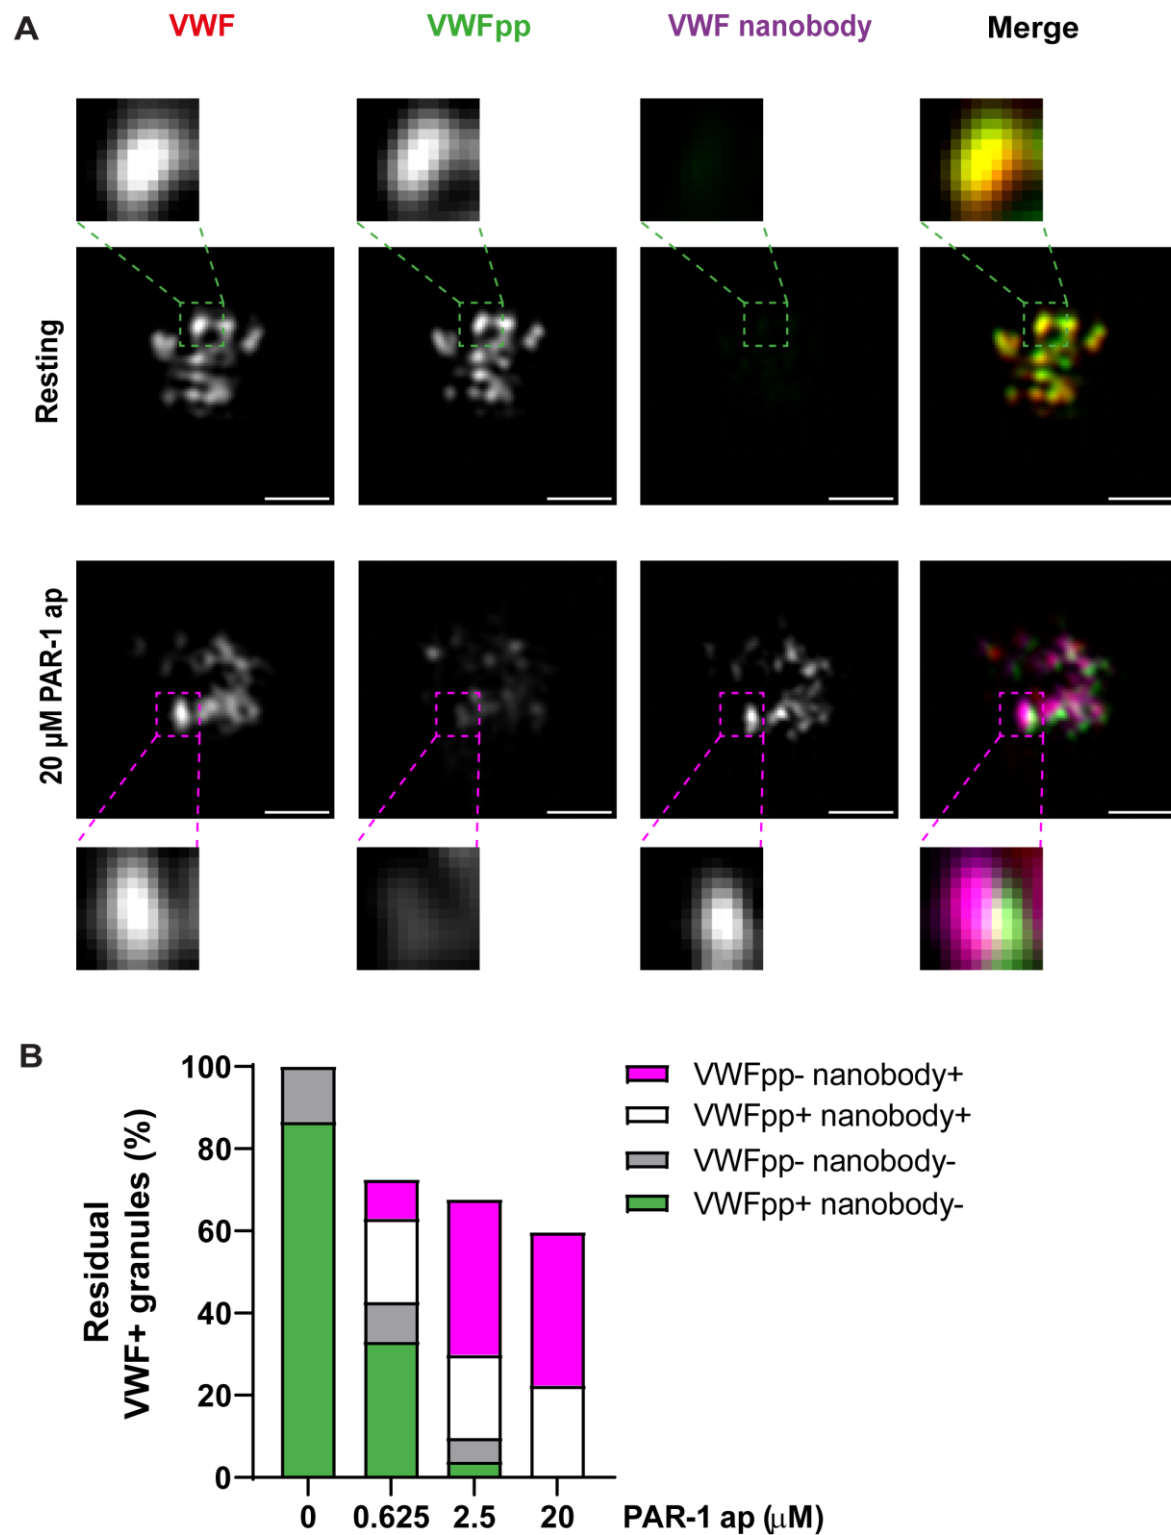 A
VWF VWFpp VWF nanobody Merge
Resting
20 µM PAR-1 ap
B
Residual
VWF+ granules (%)
100
80
60
40
20
0
0 0.625 2.5 20 PAR-1 ap (μM)
VWFpp- nanobody+
VWFpp+ nanobody+
VWFpp- nanobody-
VWFpp+ nanobody-